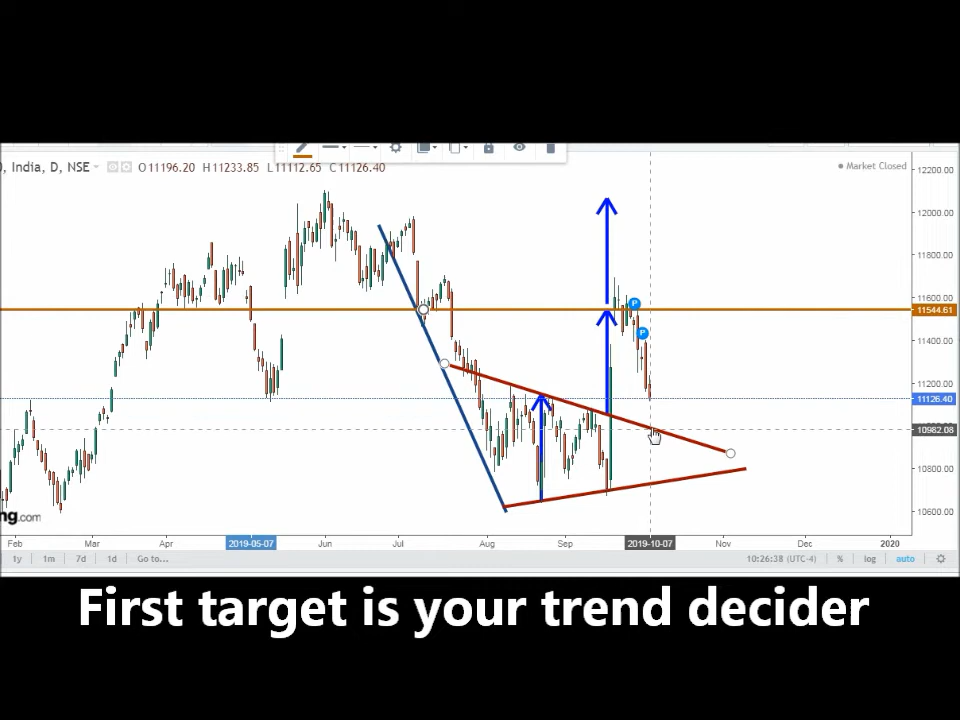 ), India, D, NSE O11196.20 H11233.85 L11112.65 C11126.40
Market Closed
12200.00
12000.00
11800.00
11600.00
11544.61
11400.00
11200.00
11126.40
10982.08
10800.00
10600.00
P
P
ng.com
Feb Mar Apr 2019-05-07 Jun Jul Aug Sep 2019-10-07 Nov Dec 2020
1y 1m 7d 1d Go to... 10:26:38 (UTC-4) % log auto
First target is your trend decider